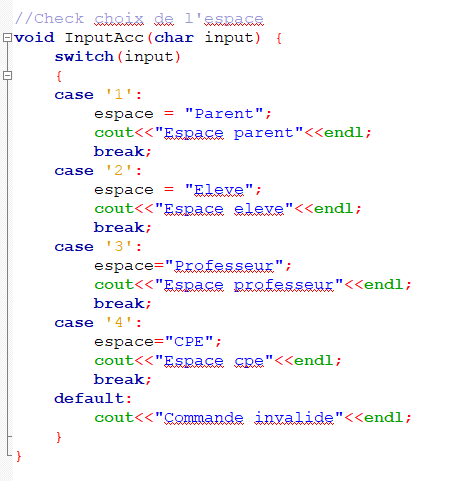 //Check choix de l'espace
void InputAcc(char input) {
    switch(input)
    {
    case '1':
        espace = "Parent";
        cout<<"Espace parent"<<endl;
        break;
    case '2':
        espace = "Eleve";
        cout<<"Espace eleve"<<endl;
        break;
    case '3':
        espace="Professeur";
        cout<<"Espace professeur"<<endl;
        break;
    case '4':
        espace="CPE";
        cout<<"Espace cpe"<<endl;
        break;
    default:
        cout<<"Commande invalide"<<endl;
    }
}